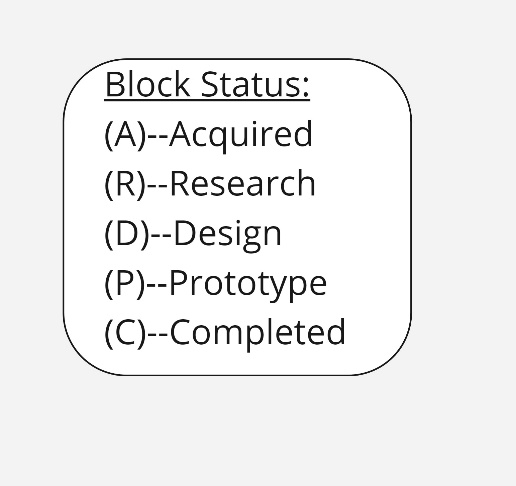 Block Status:
(A)--Acquired
(R)--Research
(D)--Design
(P)--Prototype
(C)--Completed